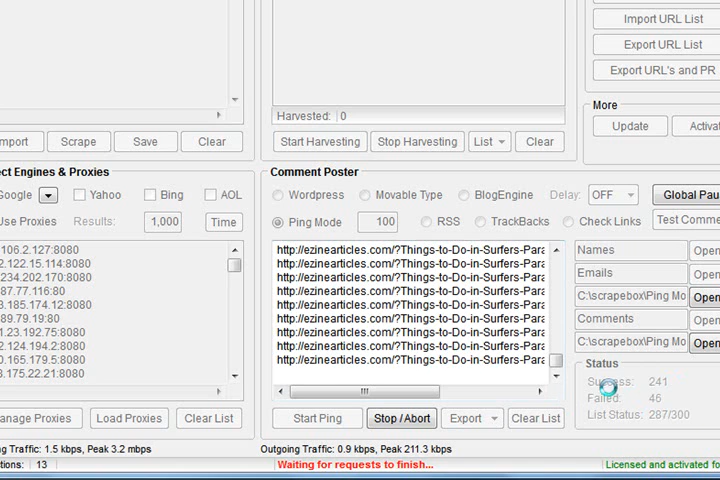 Import URL List
Export URL List
Export URL's and PR
Harvested: 0
More
mport Scrape Save Clear
Start Harvesting Stop Harvesting List Clear
Update Activa
ect Engines & Proxies
Comment Poster
Google Yahoo Bing AOL
Wordpress Movable Type BlogEngine Delay: OFF Global Pau
Use Proxies Results: 1,000 Time
Ping Mode 100 RSS TrackBacks Check Links Test Comme
106.2.127:8080
2.122.15.114:8080
234.202.170:8080
87.77.116:80
3.185.174.12:8080
89.79.19:80
1.23.192.75:8080
2.124.194.2:8080
0.165.179.5:8080
3.175.22.21:8080
http://ezinearticles.com/?Things-to-Do-in-Surfers-Para
http://ezinearticles.com/?Things-to-Do-in-Surfers-Para
http://ezinearticles.com/?Things-to-Do-in-Surfers-Para
http://ezinearticles.com/?Things-to-Do-in-Surfers-Para
http://ezinearticles.com/?Things-to-Do-in-Surfers-Para
http://ezinearticles.com/?Things-to-Do-in-Surfers-Para
http://ezinearticles.com/?Things-to-Do-in-Surfers-Para
http://ezinearticles.com/?Things-to-Do-in-Surfers-Para
http://ezinearticles.com/?Things-to-Do-in-Surfers-Para
Names Open
Emails Open
C:\scrapebox\Ping Mo Open
Comments Open
C:\scrapebox\Ping Mo Open
Status
Success: 241
Failed: 46
List Status: 287/300
anage Proxies Load Proxies Clear List
Start Ping Stop / Abort Export Clear List
g Traffic: 1.5 kbps, Peak 3.2 mbps
Outgoing Traffic: 0.9 kbps, Peak 211.3 kbps
tions: 13
Waiting for requests to finish...
Licensed and activated fo